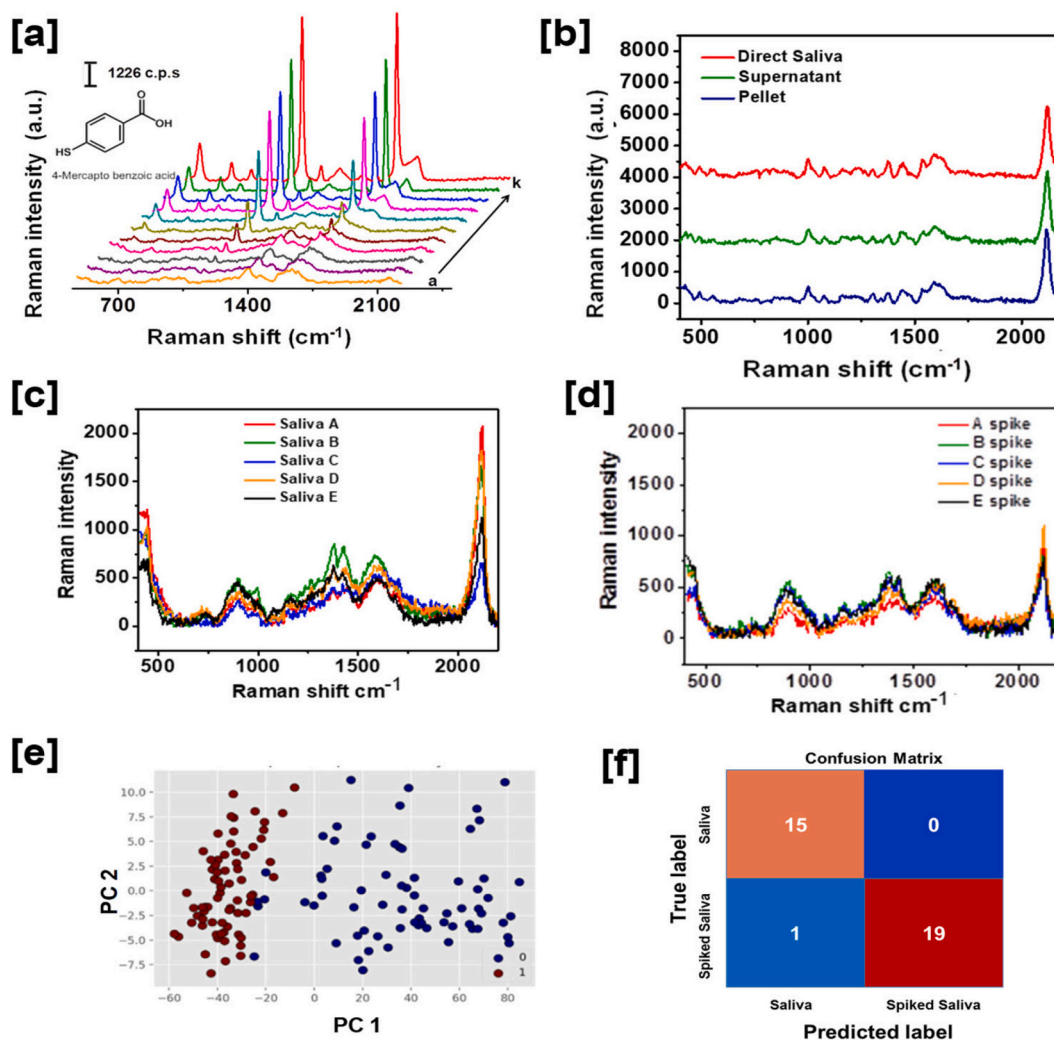 [a]
1226 c.p.s
O
OH
HS
4-Mercapto benzoic acid
k
a
Raman intensity (a.u.)
700 1400 2100
Raman shift (cm-1)
[b]
Direct Saliva
Supernatant
Pellet
Raman intensity (a.u.)
8000
7000
6000
5000
4000
3000
2000
1000
0
500 1000 1500 2000
Raman shift (cm-1)
[c]
Saliva A
Saliva B
Saliva C
Saliva D
Saliva E
Raman intensity
2000
1500
1000
500
0
500 1000 1500 2000
Raman shift cm-1
[d]
A spike
B spike
C spike
D spike
E spike
Raman intensity
2000
1500
1000
500
0
500 1000 1500 2000
Raman shift cm-1
[e]
PC 2
10.0
7.5
5.0
2.5
0.0
−2.5
−5.0
−7.5
0
1
−60 −40 −20 0 20 40 60 80
PC 1
[f]
Confusion Matrix
True label
Saliva
Spiked Saliva
15 0
1 19
Saliva Spiked Saliva
Predicted label